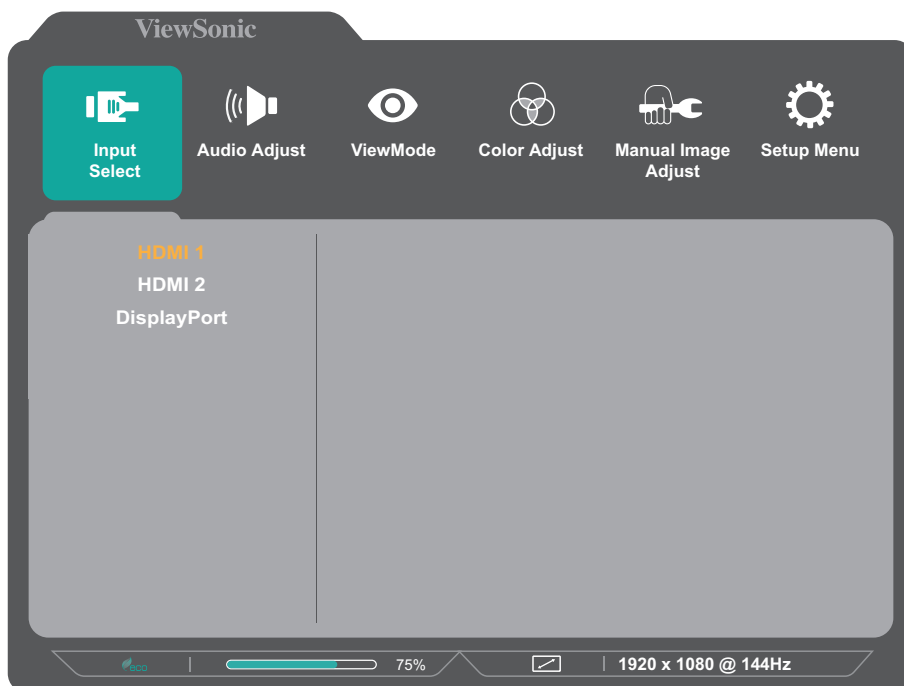 ViewSonic
Input
Select
Audio Adjust
ViewMode
Color Adjust
Manual Image
Adjust
Setup Menu
HDMI 1
HDMI 2
DisplayPort
eco
75%
1920 x 1080 @ 144Hz